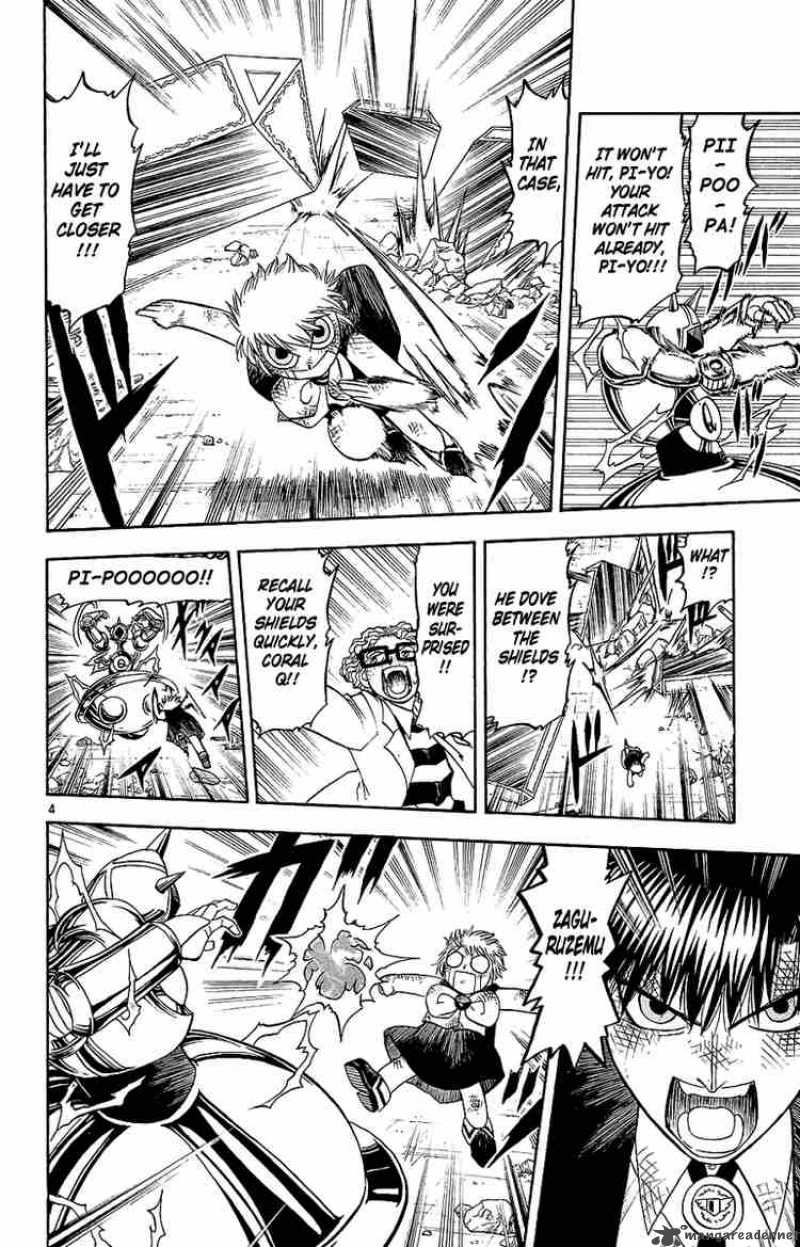 PII
-
POO
-
PA!
IT WON'T
HIT, PI-YO!
YOUR
ATTACK
WON'T HIT
ALREADY,
PI-YO!!!
IN
THAT
CASE,
I'LL
JUST
HAVE TO
GET
CLOSER
!!!
WHAT
!?
HE DOVE
BETWEEN
THE
SHIELDS
!?
YOU
WERE
SUR-
PRISED
!!
RECALL
YOUR
SHIELDS
QUICKLY,
CORAL
Q!!
PI-POOOOOO!!
4
ZAGU-
RUZEMU
!!!
ガッ
mangareader.net